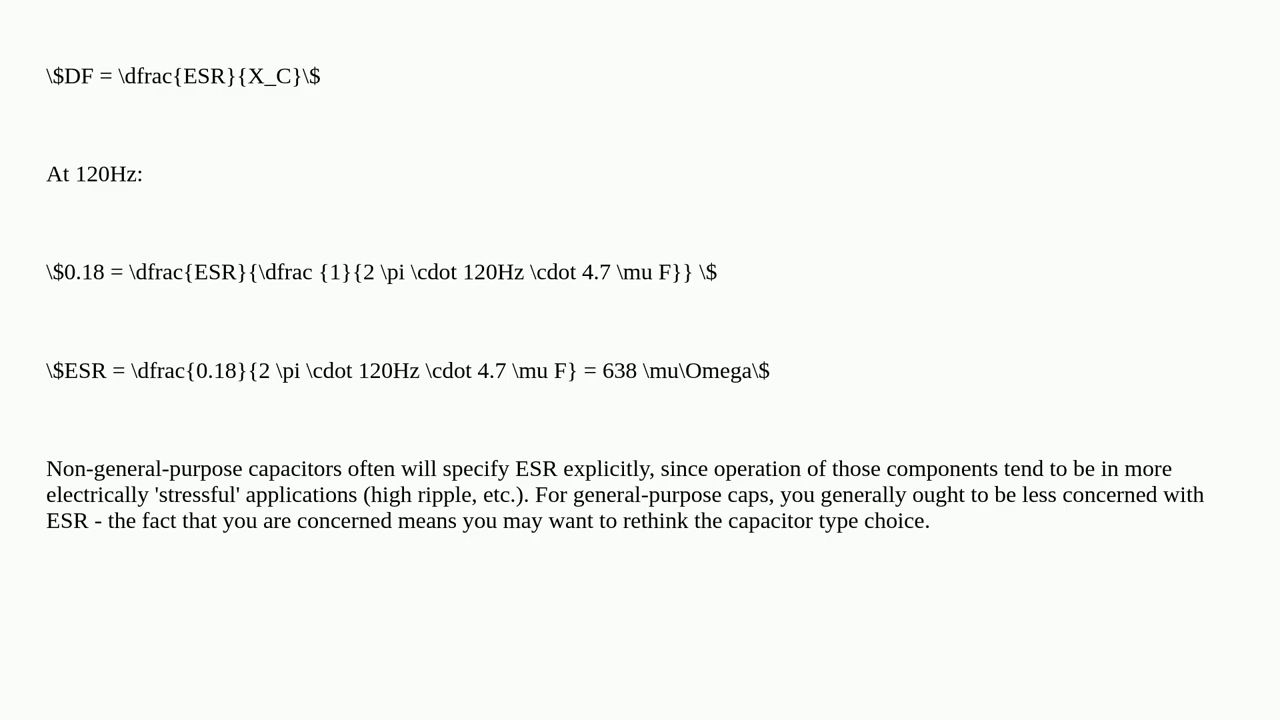 \$DF = \dfrac{ESR}{X_C}\$
At 120Hz:
\$0.18 = \dfrac{ESR}{\dfrac {1}{2 \pi \cdot 120Hz \cdot 4.7 \mu F}} \$
\$ESR = \dfrac{0.18}{2 \pi \cdot 120Hz \cdot 4.7 \mu F} = 638 \mu\Omega\$
Non-general-purpose capacitors often will specify ESR explicitly, since operation of those components tend to be in more
electrically 'stressful' applications (high ripple, etc.). For general-purpose caps, you generally ought to be less concerned with
ESR - the fact that you are concerned means you may want to rethink the capacitor type choice.